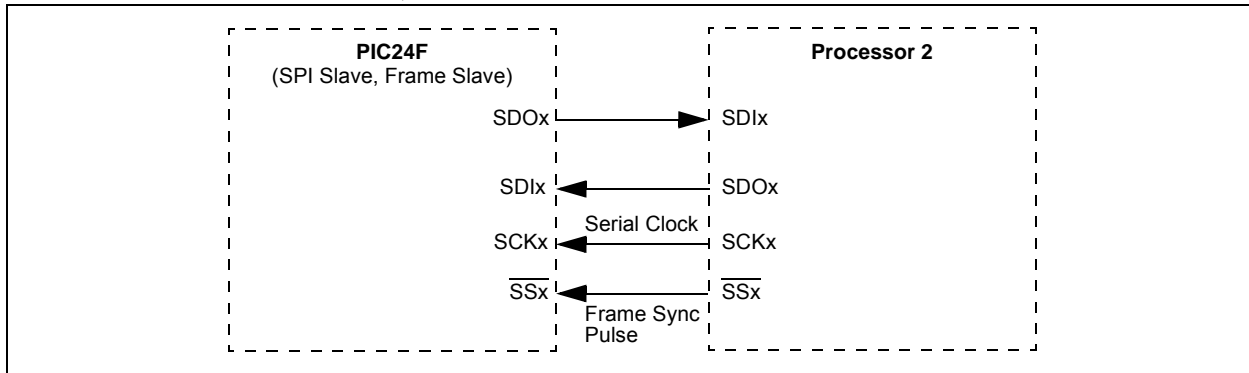 PIC24F
(SPI Slave, Frame Slave)
Processor 2
SDOx
SDIx
SDIx
SDOx
Serial Clock
SCKx
SCKx
SSx
SSx
Frame Sync
Pulse